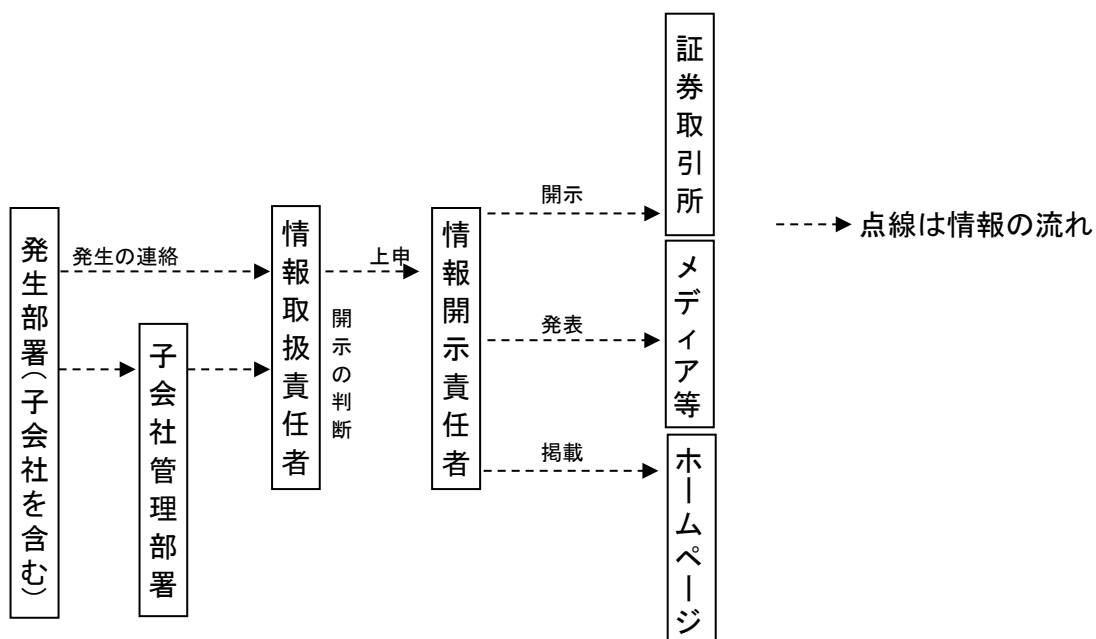 発生部署(子会社を含む)
発生の連絡
子会社管理部署
情報取扱責任者
上申
開示の判断
情報開示責任者
開示
発表
掲載
証券取引所
メディア等
ホームページ
点線は情報の流れ